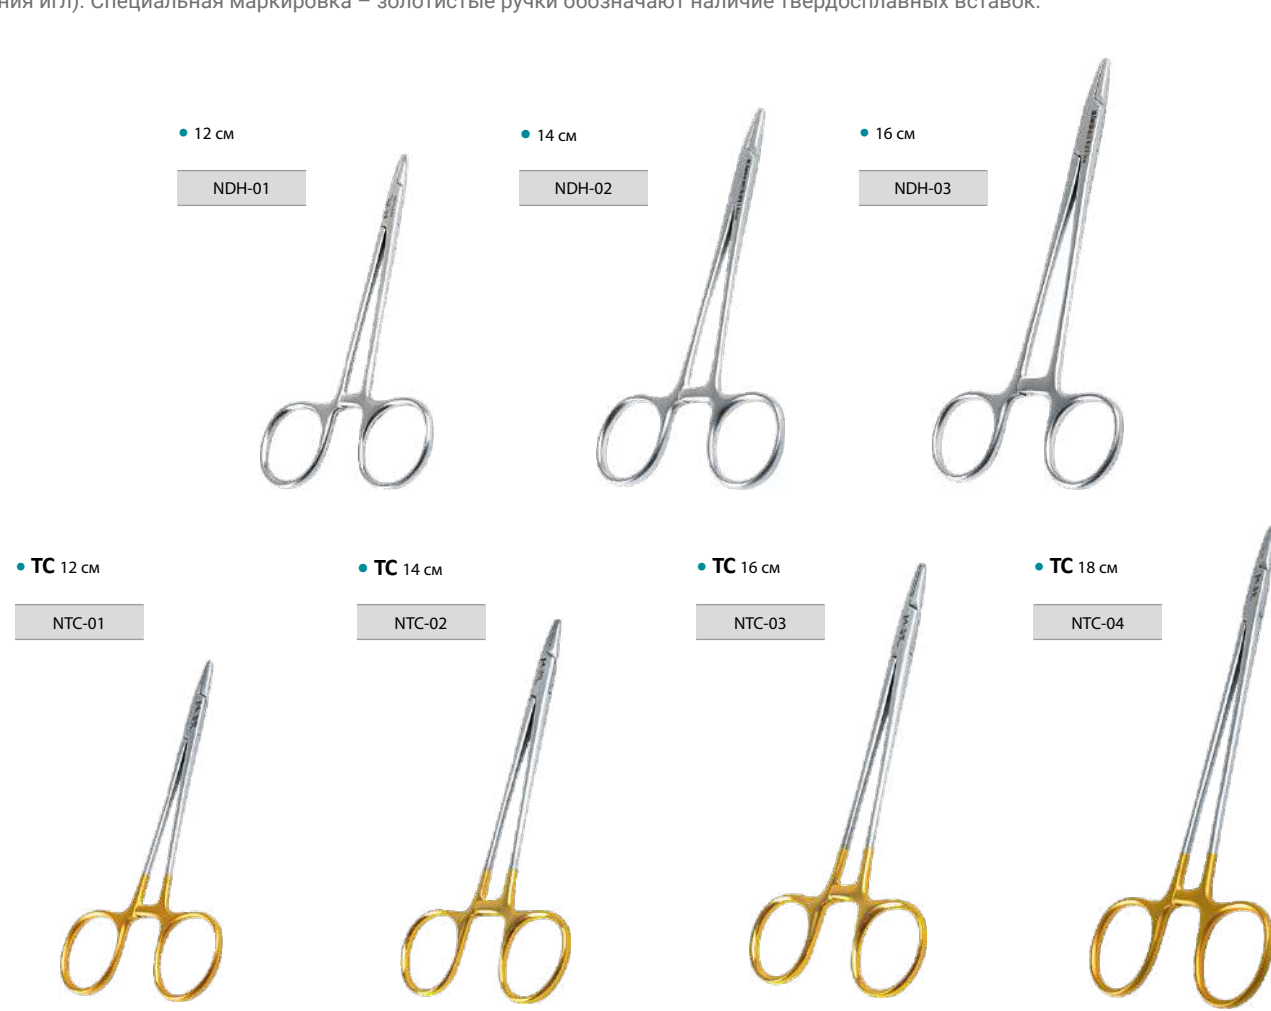 ния игл). Специальная маркировка – золотистые ручки обозначают наличие твердосплавных вставок.
• 12 см
• 14 см
• 16 см
NDH-01
NDH-02
NDH-03
• TC 12 см
• TC 14 см
• TC 16 см
• TC 18 см
NTC-01
NTC-02
NTC-03
NTC-04